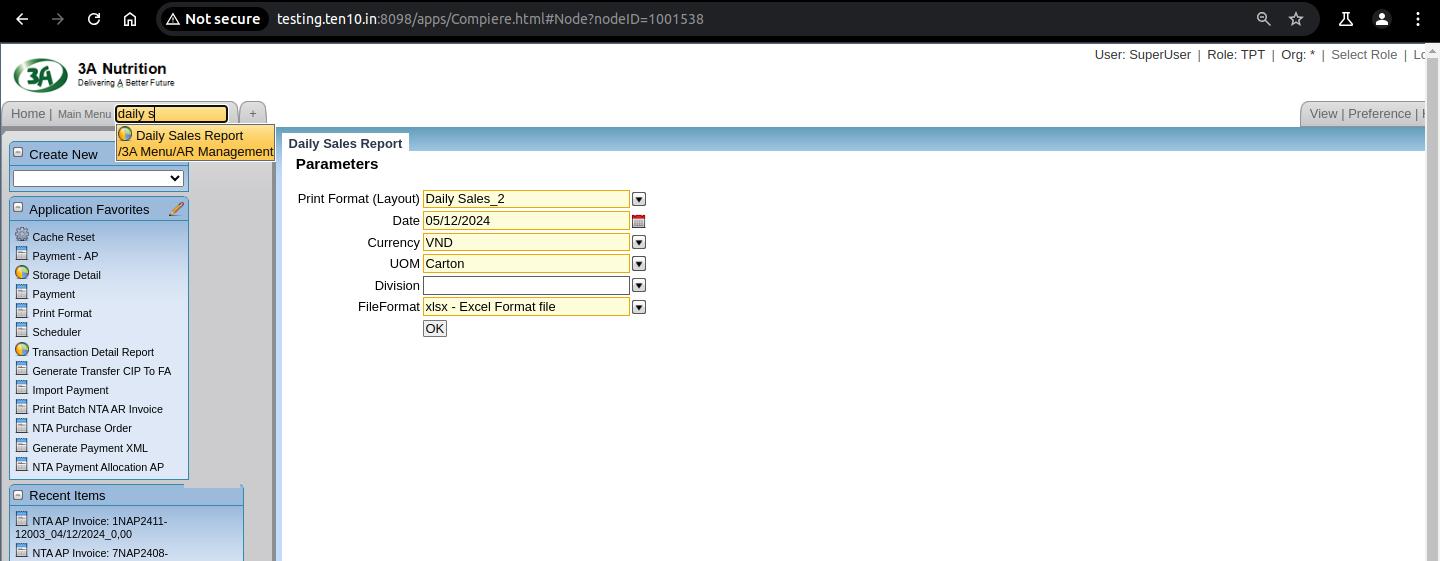 Not secure testing.ten10.in:8098/apps/Compiere.html#Node?nodeID=1001538
3A 3A Nutrition
Delivering A Better Future
User: SuperUser | Role: TPT | Org: * | Select Role | Lo
Home | Main Menu daily s +
View | Preference | H
Daily Sales Report
/3A Menu/AR Management
Create New
Application Favorites
Cache Reset
Payment - AP
Storage Detail
Payment
Print Format
Scheduler
Transaction Detail Report
Generate Transfer CIP To FA
Import Payment
Print Batch NTA AR Invoice
NTA Purchase Order
Generate Payment XML
NTA Payment Allocation AP
Recent Items
NTA AP Invoice: 1NAP2411-
12003_04/12/2024_0,00
NTA AP Invoice: 7NAP2408-
Daily Sales Report
Parameters
Print Format (Layout) Daily Sales_2
Date 05/12/2024
Currency VND
UOM Carton
Division
FileFormat xlsx - Excel Format file
OK